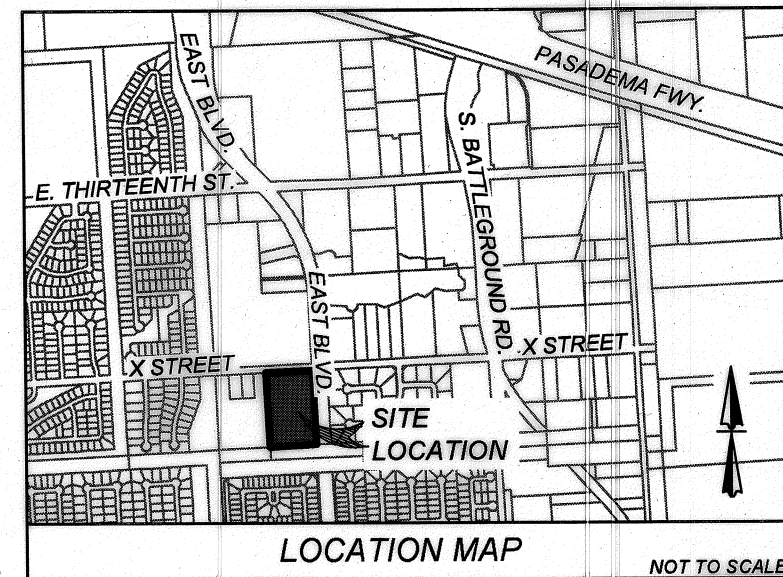 EAST BLVD.
PASADEMA FWY.
S. BATTLEGROUND RD.
E. THIRTEENTH ST.
EAST BLVD.
X STREET
X STREET
SITE
LOCATION
LOCATION MAP
NOT TO SCALE